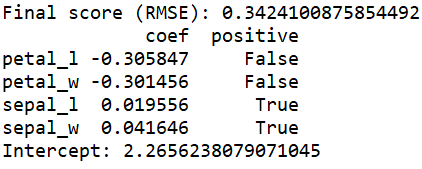 Final score (RMSE): 0.3424100875854492
coef positive
petal_l -0.305847 False
petal_w -0.301456 False
sepal_l 0.019556 True
sepal_w 0.041646 True
Intercept: 2.2656238079071045